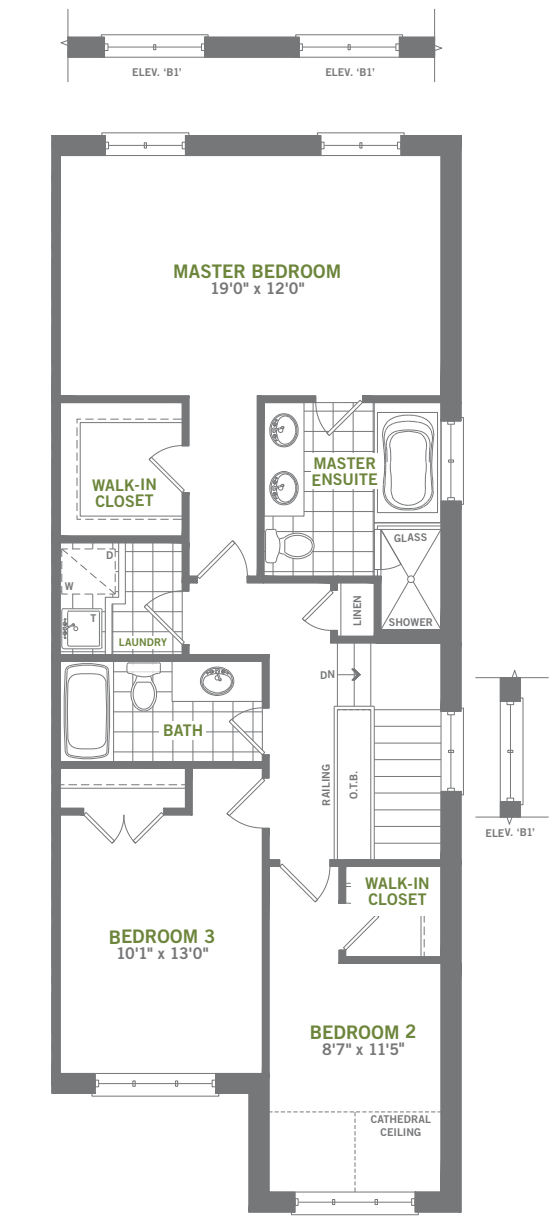 ELEV. 'B1'
ELEV. 'B1'
MASTER BEDROOM
19'0" x 12'0"
WALK-IN
CLOSET
MASTER
ENSUITE
GLASS
SHOWER
D
W
T
LAUNDRY
LINEN
DN
BATH
RAILING
O.T.B.
ELEV. 'B1'
WALK-IN
CLOSET
BEDROOM 3
10'1" x 13'0"
BEDROOM 2
8'7" x 11'5"
CATHEDRAL
CEILING